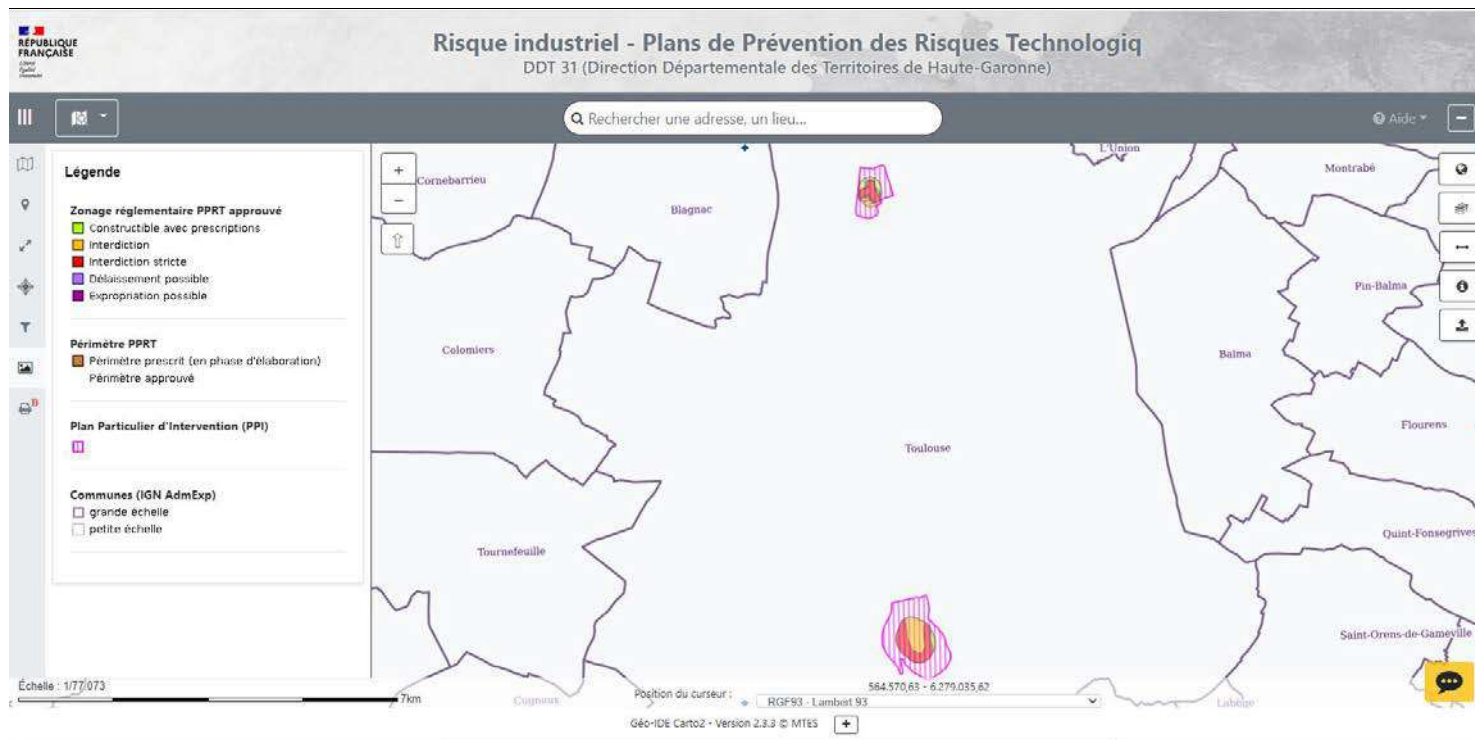 RÉPUBLIQUE
FRANÇAISE
Liberté
Égalité
Fraternité
Risque industriel - Plans de Prévention des Risques Technologiq
DDT 31 (Direction Départementale des Territoires de Haute-Garonne)
Rechercher une adresse, un lieu...
Aide
Légende
Zonage réglementaire PPRT approuvé
Constructible avec prescriptions
Interdiction
Interdiction stricte
Délaissement possible
Expropriation possible
Périmètre PPRT
Périmètre prescrit (en phase d'élaboration)
Périmètre approuvé
Plan Particulier d'Intervention (PPI)
Communes (IGN AdmExp)
grande échelle
petite échelle
L'Union
Cornebarrieu
Montrabé
Blagnac
Pin-Balma
Colomiers
Balma
Flourens
Toulouse
Quint-Fonsegrives
Tournefeuille
Saint-Orens-de-Gameville
Échelle : 1/77 073
7km
Cugnaux
Position du curseur :
564.570,63 - 6.279.035,62
RGF93 - Lambert 93
Labège
Géo-IDE Carto2 - Version 2.3.3 © MTES